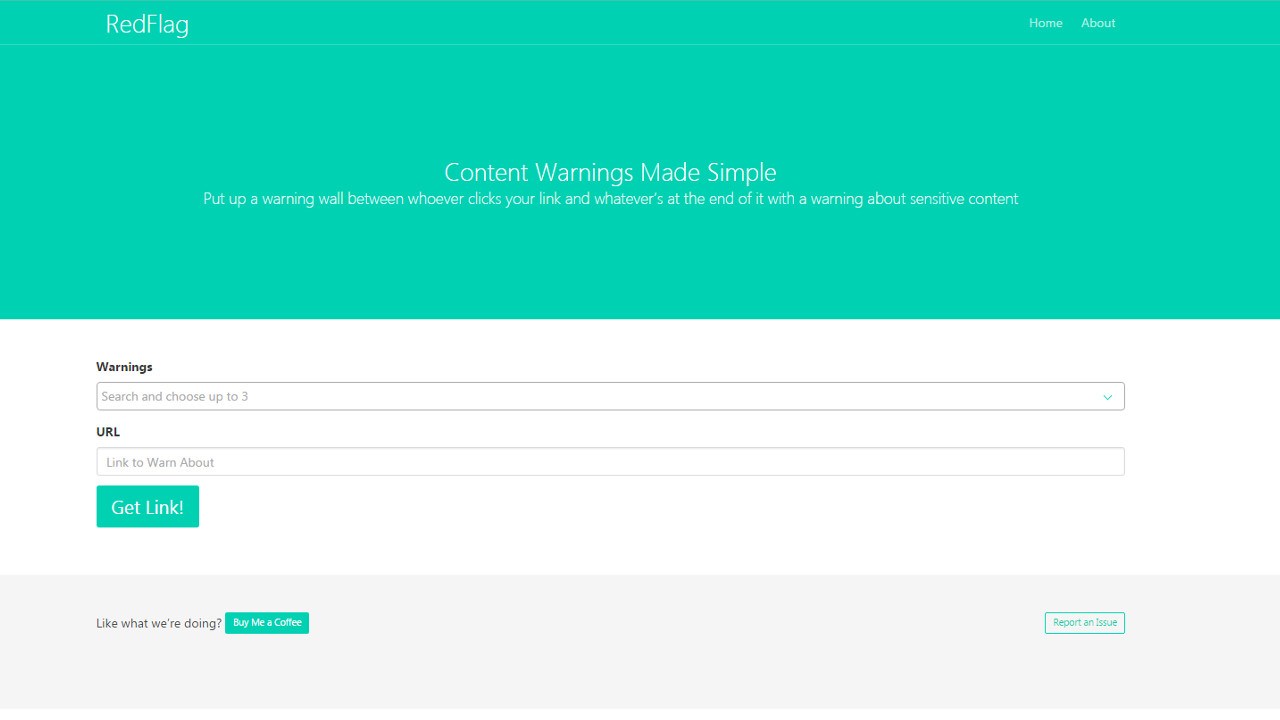 RedFlag
Home About
Content Warnings Made Simple
Put up a warning wall between whoever clicks your link and whatever's at the end of it with a warning about sensitive content
Warnings
Search and choose up to 3
URL
Link to Warn About
Get Link!
Like what we're doing? Buy Me a Coffee
Report an Issue